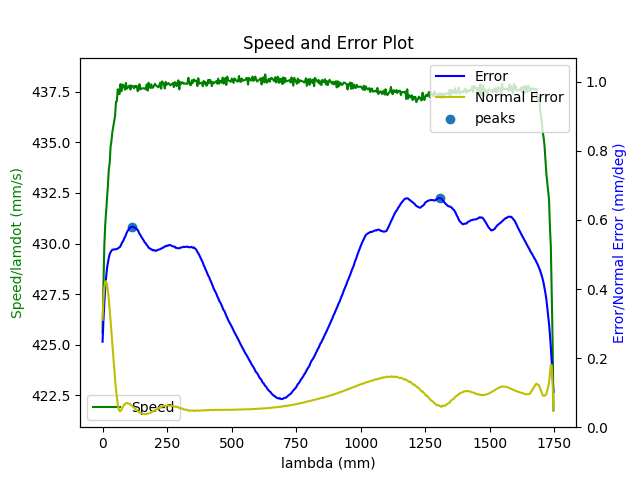 Speed and Error Plot
Error
Normal Error
peaks
Speed
Speed/lamdot (mm/s)
437.5
435.0
432.5
430.0
427.5
425.0
422.5
Error/Normal Error (mm/deg)
1.0
0.8
0.6
0.4
0.2
0.0
0 250 500 750 1000 1250 1500 1750
lambda (mm)